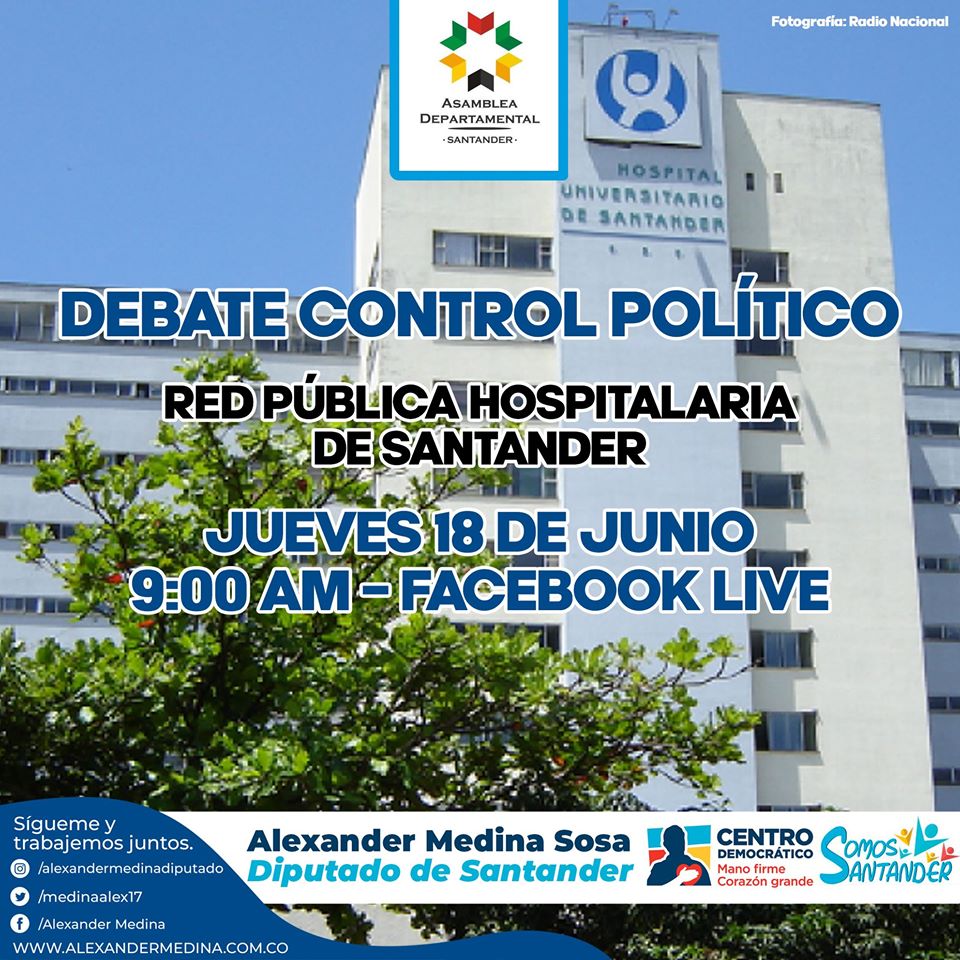 Fotografía: Radio Nacional
ASAMBLEA
DEPARTAMENTAL
· SANTANDER ·
HOSPITAL
UNIVERSITARIO
DE SANTANDER
E. S. E.
DEBATE CONTROL POLÍTICO
RED PÚBLICA HOSPITALARIA
DE SANTANDER
JUEVES 18 DE JUNIO
9:00 AM - FACEBOOK LIVE
Sígueme y
trabajemos juntos.
/alexandermedinadiputado
/medinaalex17
/Alexander Medina
WWW.ALEXANDERMEDINA.COM.CO
Alexander Medina Sosa
Diputado de Santander
CENTRO
DEMOCRÁTICO
Mano firme
Corazón grande
SOMOS
SANTANDER